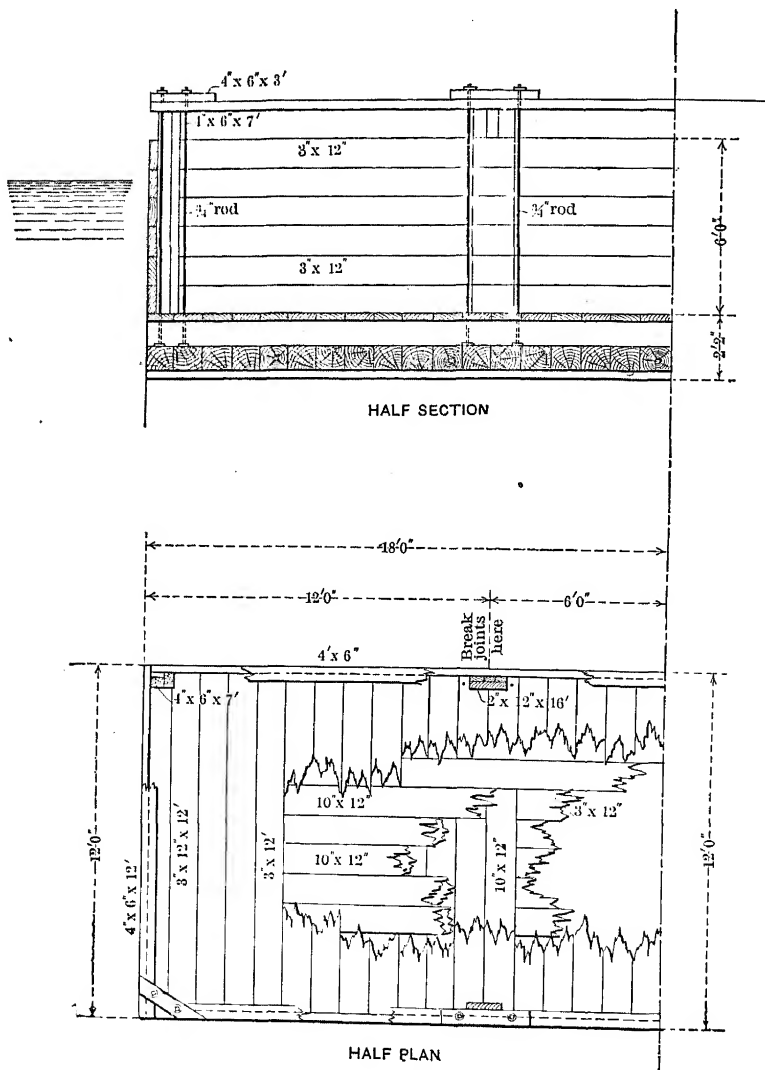 4" x 6" x 3'
4" x 6" x 7'
3" x 12"
¾" rod
¾" rod
3" x 12"
6'0"
2'2"
HALF SECTION
18'0"
12'0"
6'0"
Break joints here
4' x 6"
4" x 6" x 7'
2" x 12" x 16'
12'0"
4" x 6" x 12'
3" x 12" x 12'
3" x 12'
10" x 12"
10" x 12"
10" x 12"
3" x 12"
12'0"
HALF PLAN